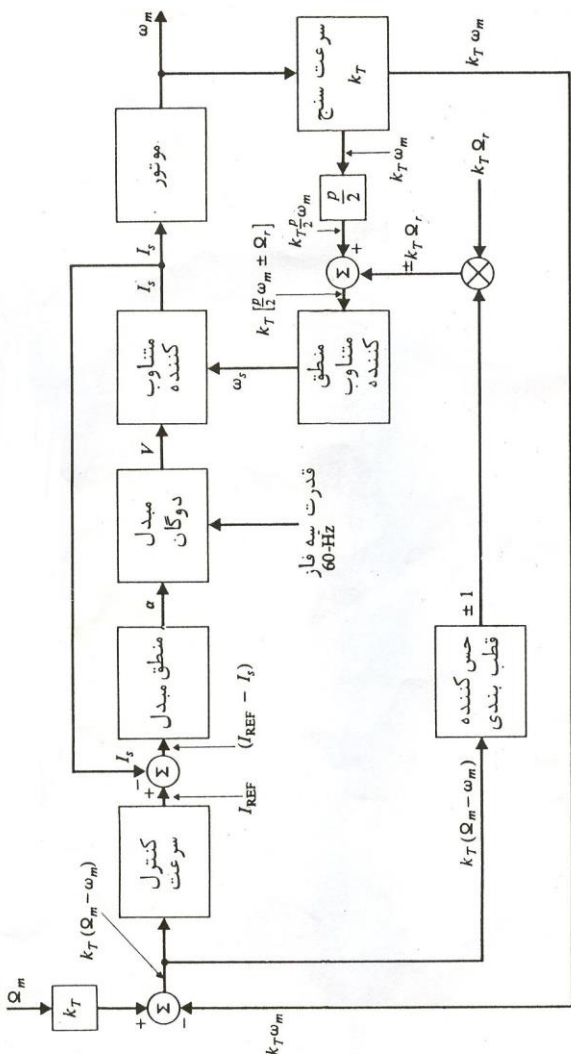 Ω_m
k_T
+
Σ
−
k_T ω_m
k_T (Ω_m − ω_m)
کنترل
سرعت
I_REF
+
Σ
−
I_s
(I_REF − I_s)
منطق مبدل
α
مبدل
دوگان
قدرت سه فاز
60-Hz
V
متناوب
کننده
I_s
I_s
موتور
ω_m
سرعت سنج
k_T
k_T ω_m
p/2
k_T p/2 ω_m
+
Σ
k_T [p/2 ω_m ± Ω_r]
منطق
متناوب
کننده
ω_s
± k_T Ω_r
k_T Ω_r
k_T ω_m
± 1
حس کننده
قطب بندی
k_T (Ω_m − ω_m)